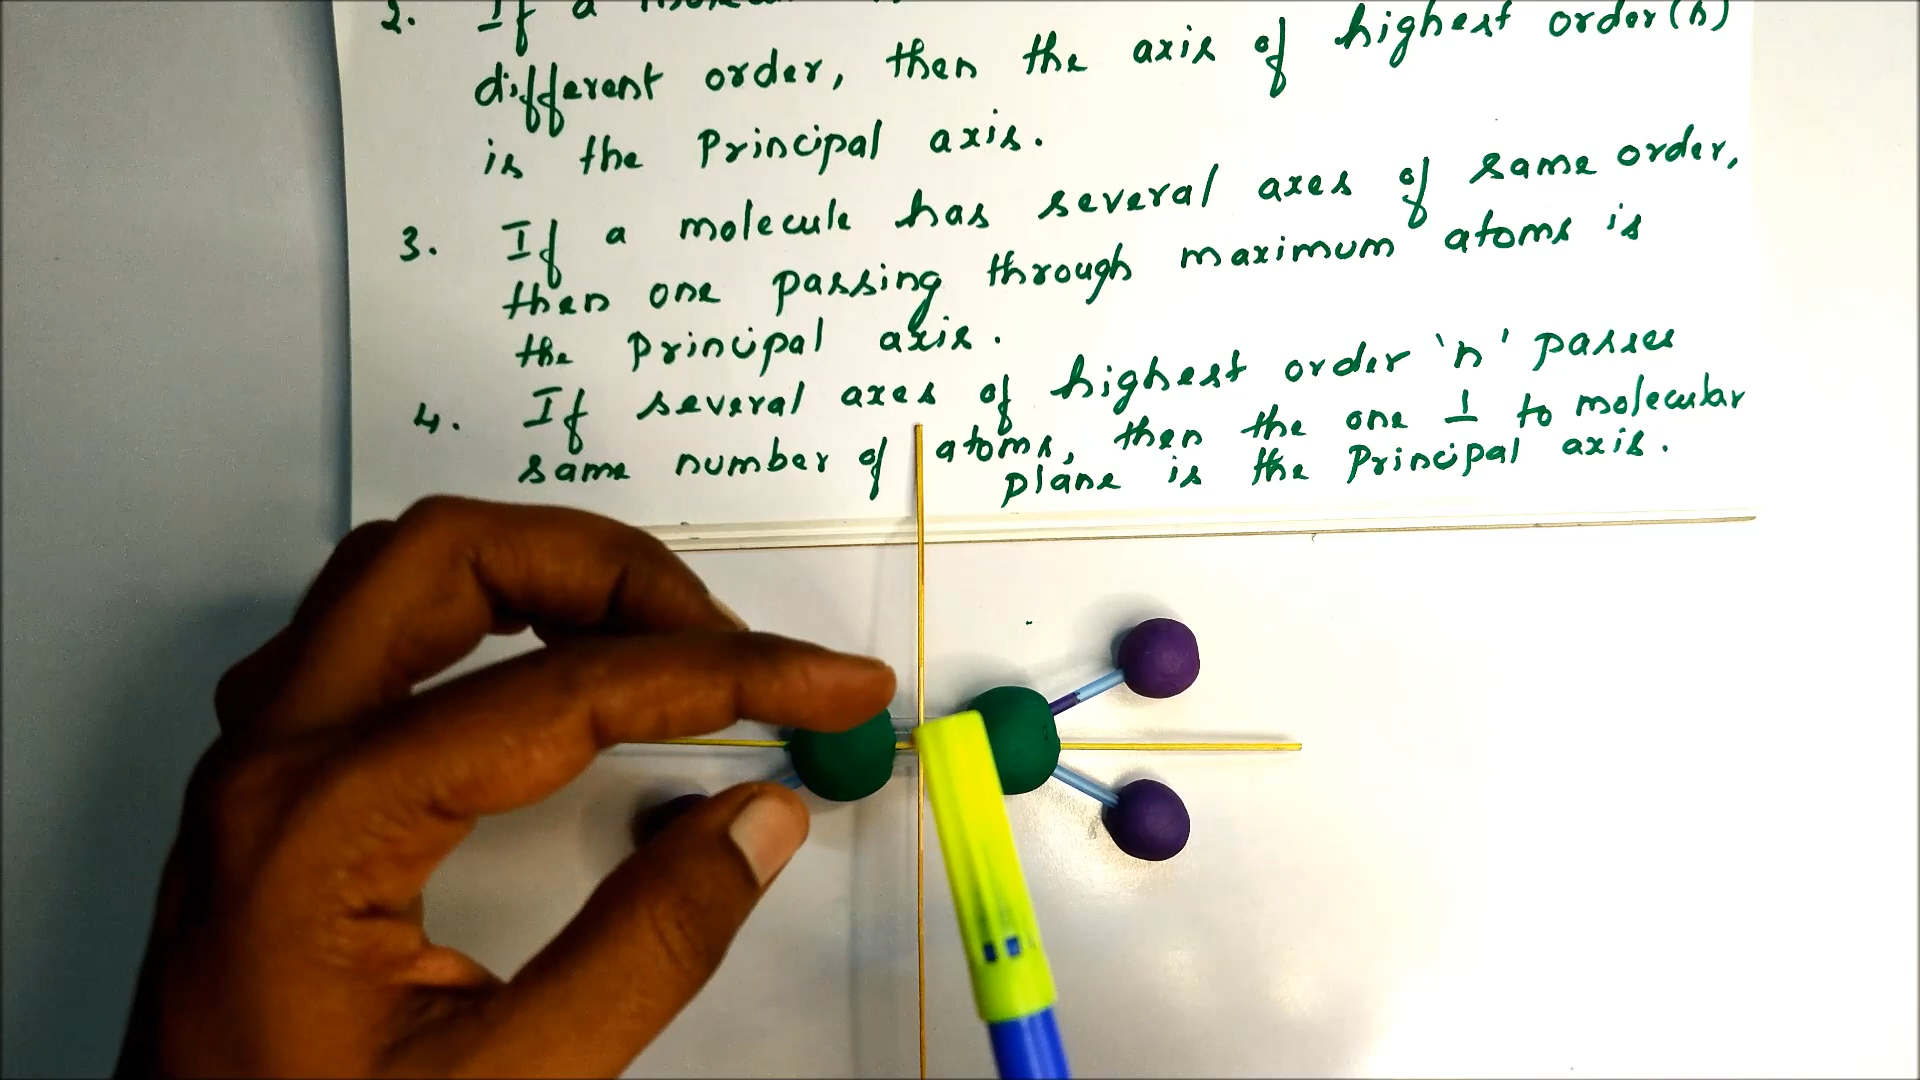 2. If a
different order, then the axis of highest order(n)
is the Principal axis.
3. If a molecule has several axes of same order,
then one passing through maximum atoms is
the Principal axis.
4. If several axes of highest order 'n' passes
same number of atoms, then the one ⊥ to molecular
plane is the Principal axis.